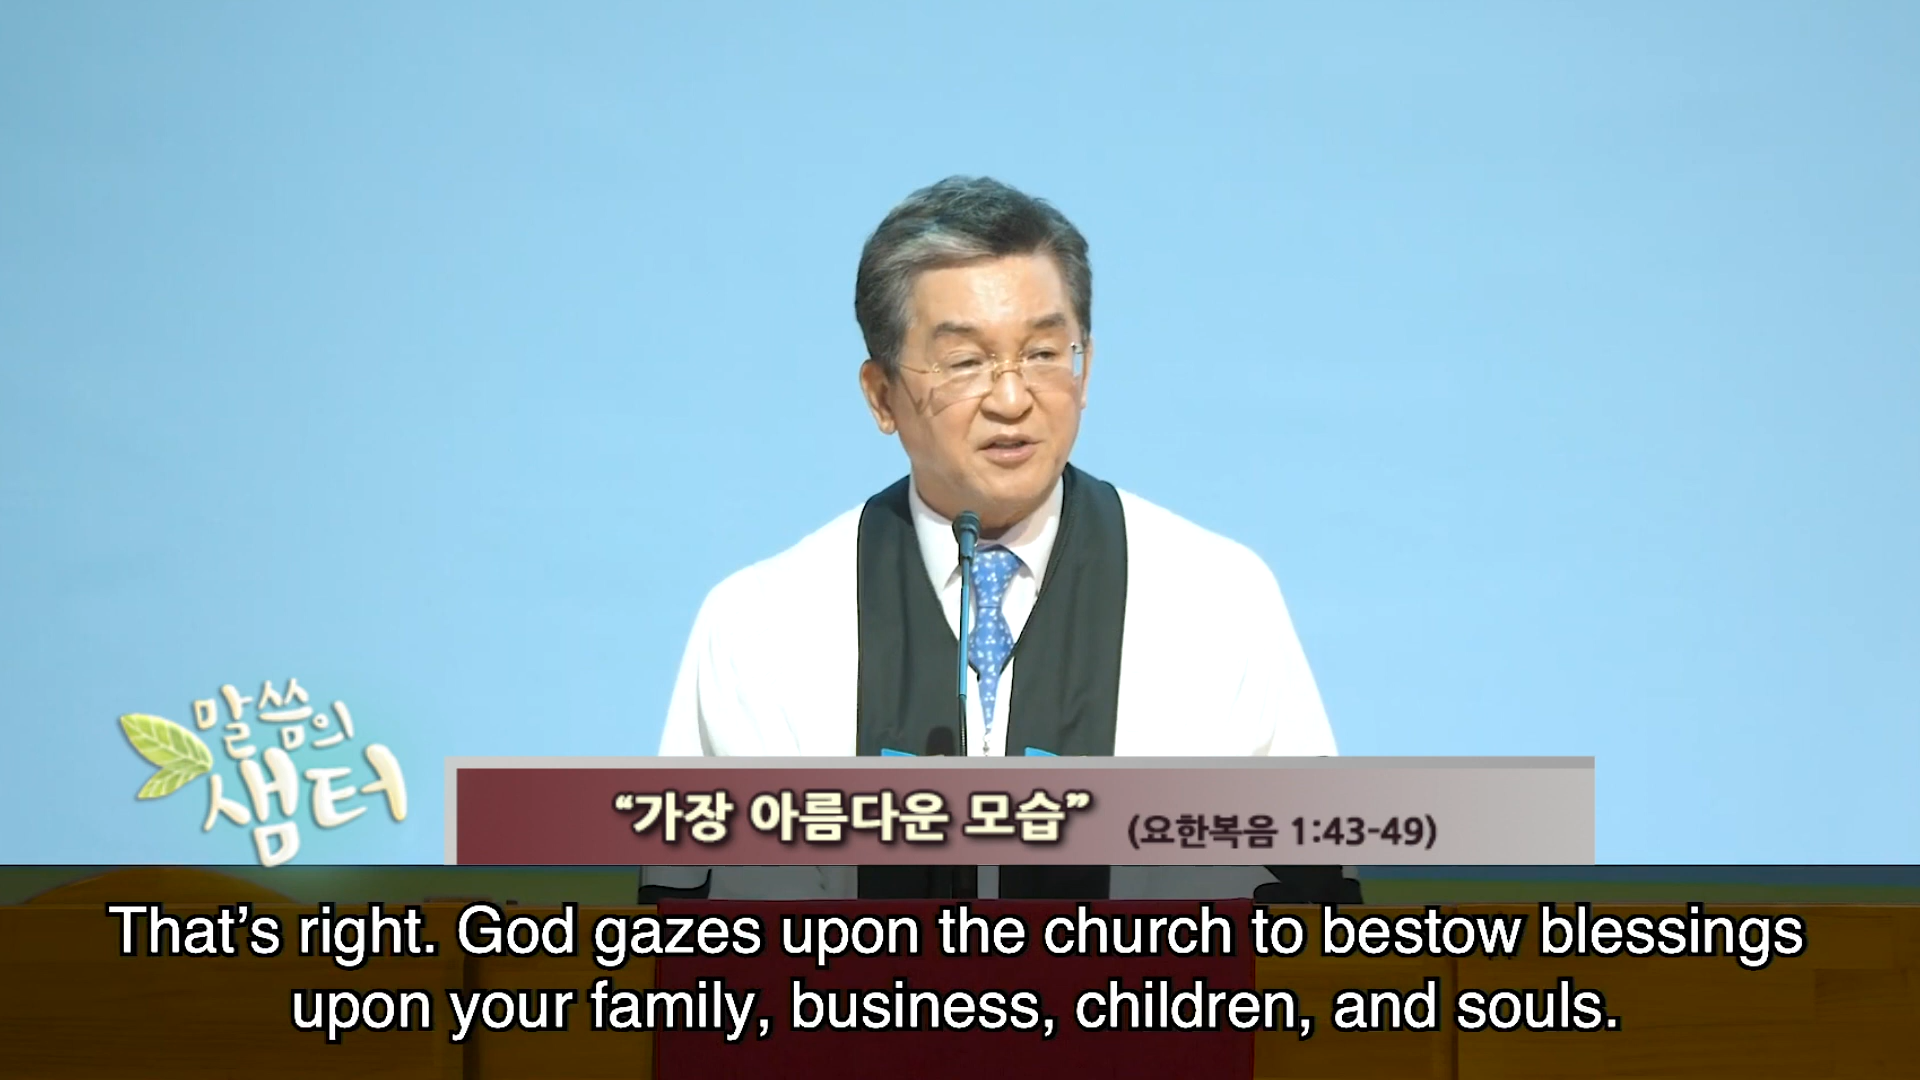 말씀의
샘터
“가장 아름다운 모습” (요한복음 1:43-49)
That’s right. God gazes upon the church to bestow blessings
upon your family, business, children, and souls.